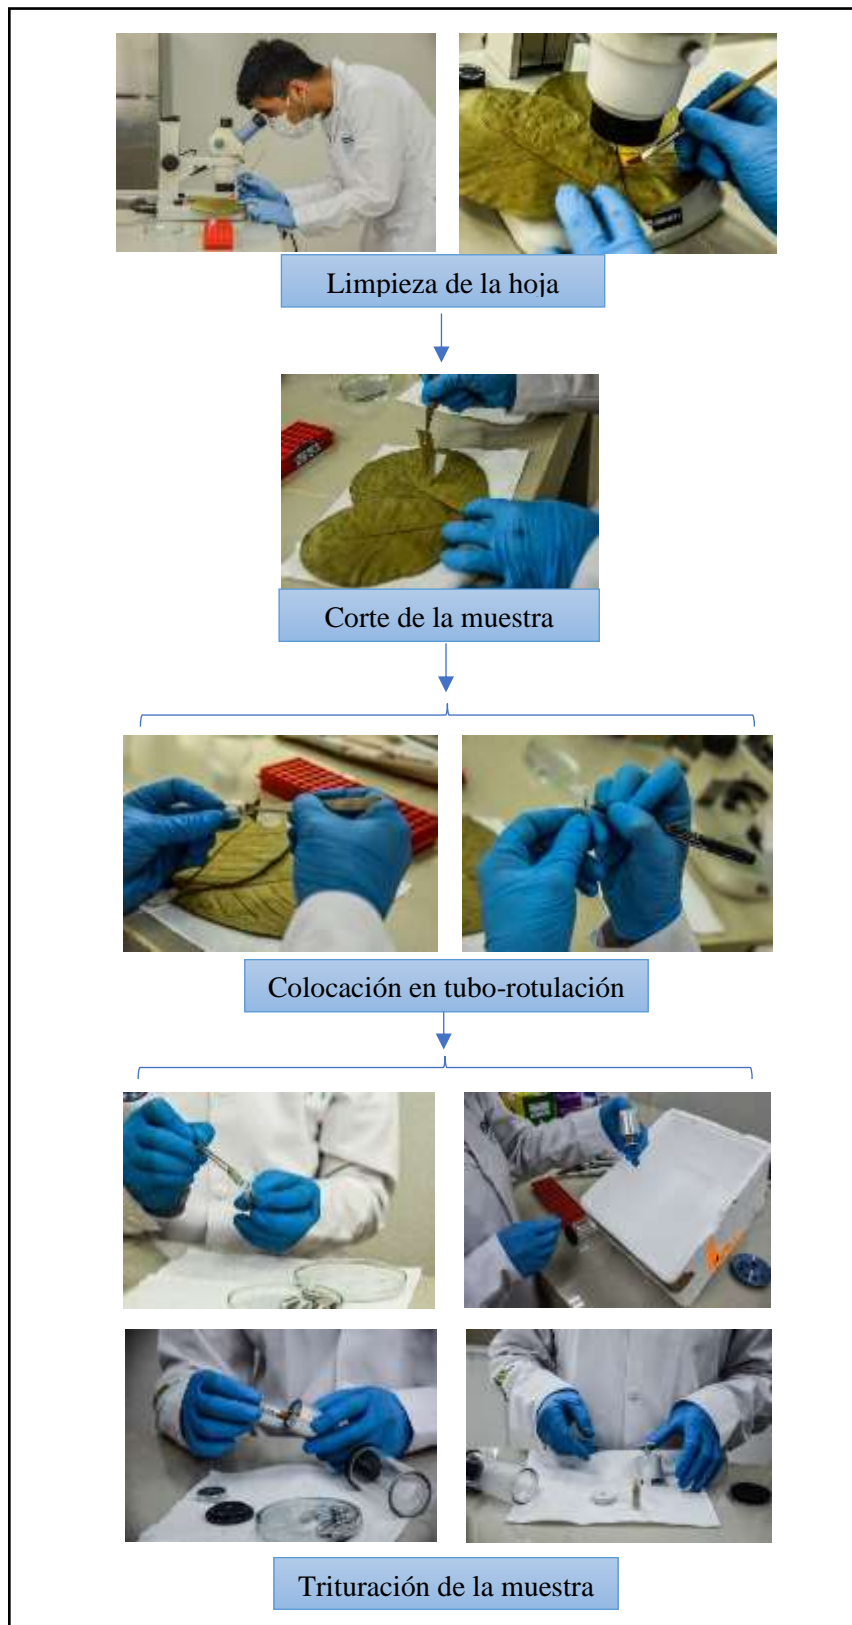 Limpieza de la hoja
Corte de la muestra
Colocación en tubo-rotulación
Trituración de la muestra